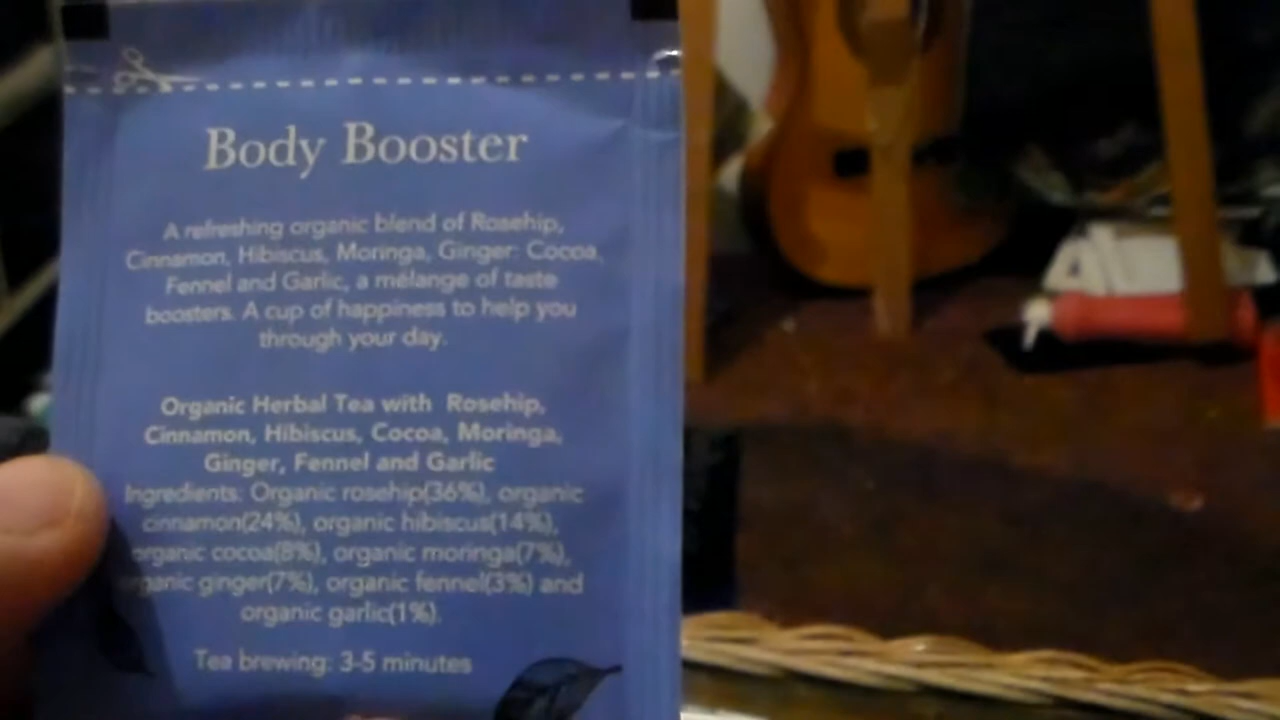 Body Booster
A refreshing organic blend of Rosehip,
Cinnamon, Hibiscus, Moringa, Ginger: Cocoa,
Fennel and Garlic, a mélange of taste
boosters. A cup of happiness to help you
through your day.
Organic Herbal Tea with Rosehip,
Cinnamon, Hibiscus, Cocoa, Moringa,
Ginger, Fennel and Garlic
Ingredients: Organic rosehip(36%), organic
cinnamon(24%), organic hibiscus(14%),
organic cocoa(8%), organic moringa(7%),
organic ginger(7%), organic fennel(3%) and
organic garlic(1%).
Tea brewing: 3-5 minutes